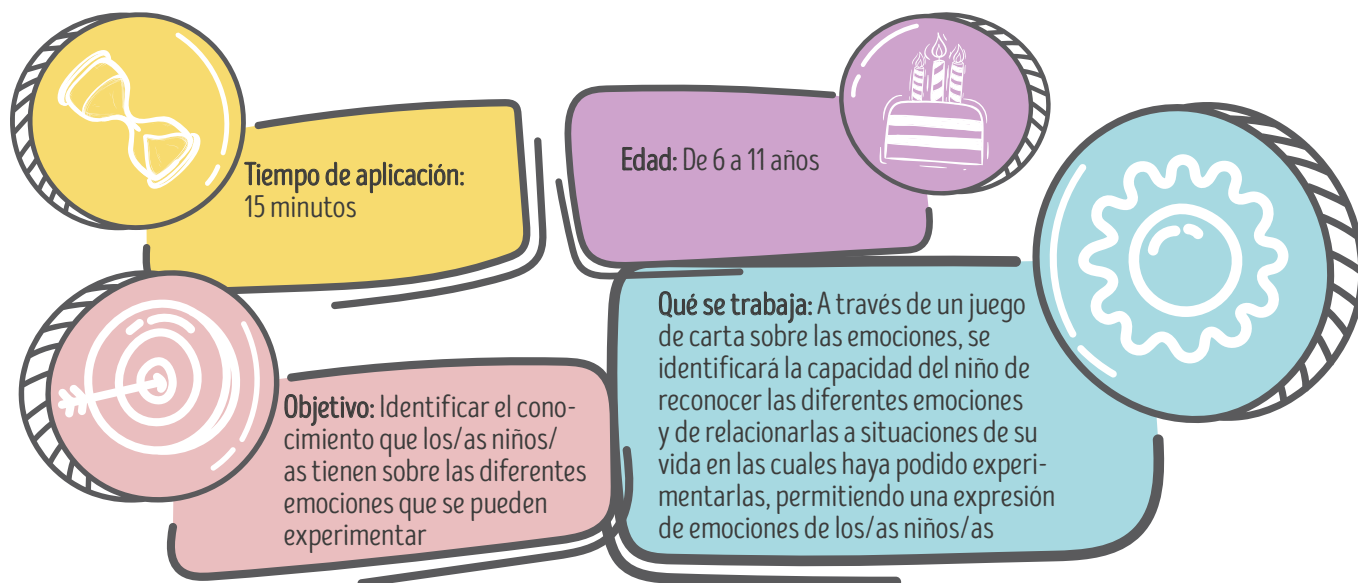 Tiempo de aplicación:
15 minutos
Edad: De 6 a 11 años
Objetivo: Identificar el cono-
cimiento que los/as niños/
as tienen sobre las diferentes
emociones que se pueden
experimentar
Qué se trabaja: A través de un juego
de carta sobre las emociones, se
identificará la capacidad del niño de
reconocer las diferentes emociones
y de relacionarlas a situaciones de su
vida en las cuales haya podido experi-
mentarlas, permitiendo una expresión
de emociones de los/as niños/as